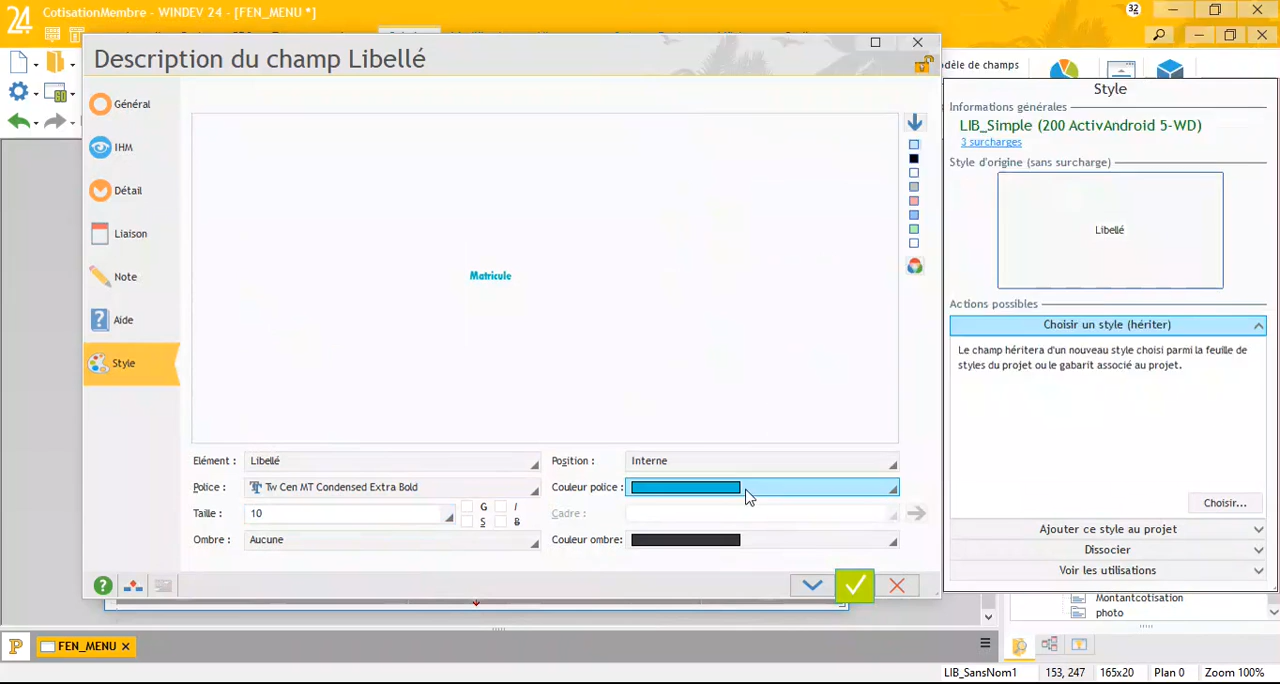 24
CotisationMembre - WINDEV 24 - [FEN_MENU *]
32
Description du champ Libellé
dèle de champs
Général
IHM
Détail
Liaison
Note
Aide
Style
Matricule
Elément :
Libellé
Position :
Interne
Police :
Tw Cen MT Condensed Extra Bold
Couleur police :
Taille :
10
G
I
S
B
Cadre :
Ombre :
Aucune
Couleur ombre:
Style
Informations générales
LIB_Simple (200 ActivAndroid 5-WD)
3 surcharges
Style d'origine (sans surcharge)
Libellé
Actions possibles
Choisir un style (hériter)
Le champ héritera d'un nouveau style choisi parmi la feuille de
styles du projet ou le gabarit associé au projet.
Choisir...
Ajouter ce style au projet
Dissocier
Voir les utilisations
Montantcotisation
photo
FEN_MENU
LIB_SansNom1
153, 247
165x20
Plan 0
Zoom 100%